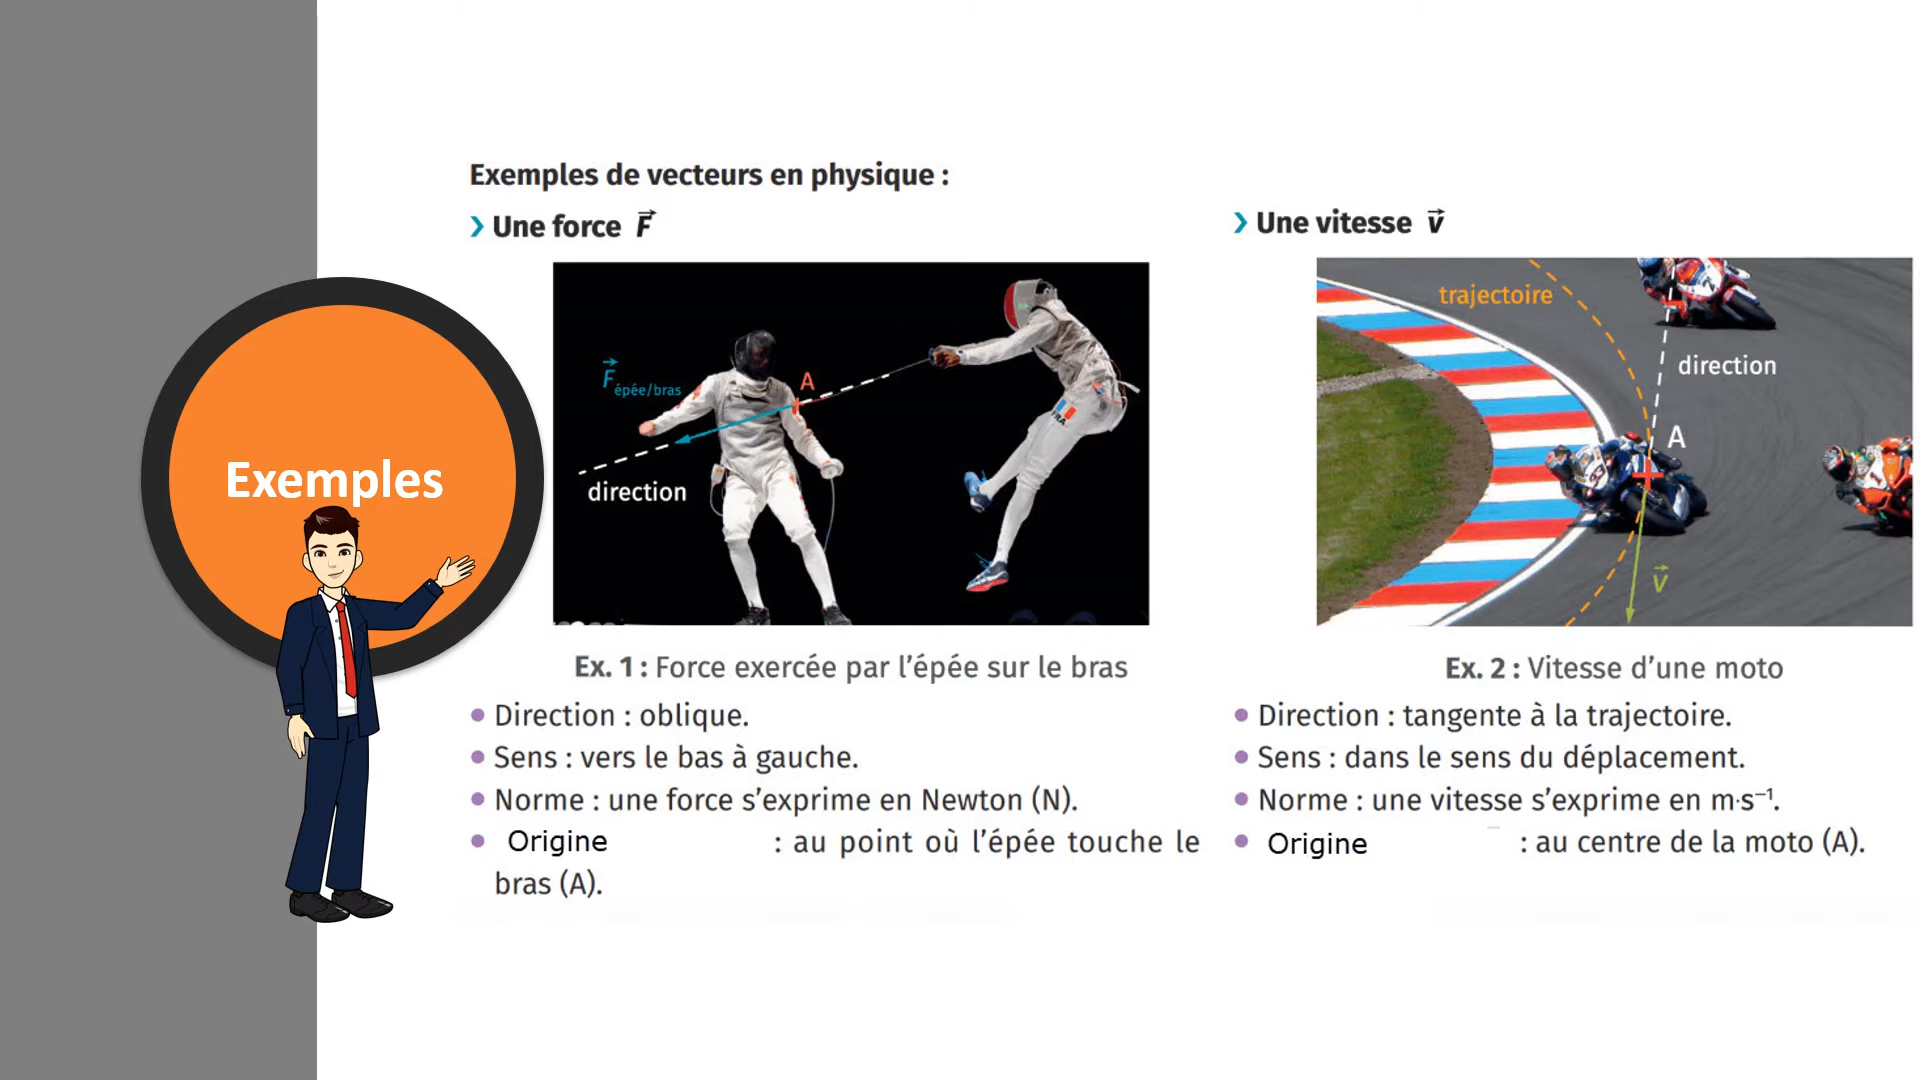 Exemples
Exemples de vecteurs en physique :
› Une force F⃗
F⃗ épée/bras
A
direction
Ex. 1 : Force exercée par l’épée sur le bras
• Direction : oblique.
• Sens : vers le bas à gauche.
• Norme : une force s’exprime en Newton (N).
• Origine : au point où l’épée touche le
bras (A).
› Une vitesse v⃗
trajectoire
direction
A
v⃗
Ex. 2 : Vitesse d’une moto
• Direction : tangente à la trajectoire.
• Sens : dans le sens du déplacement.
• Norme : une vitesse s’exprime en m·s⁻¹.
• Origine : au centre de la moto (A).